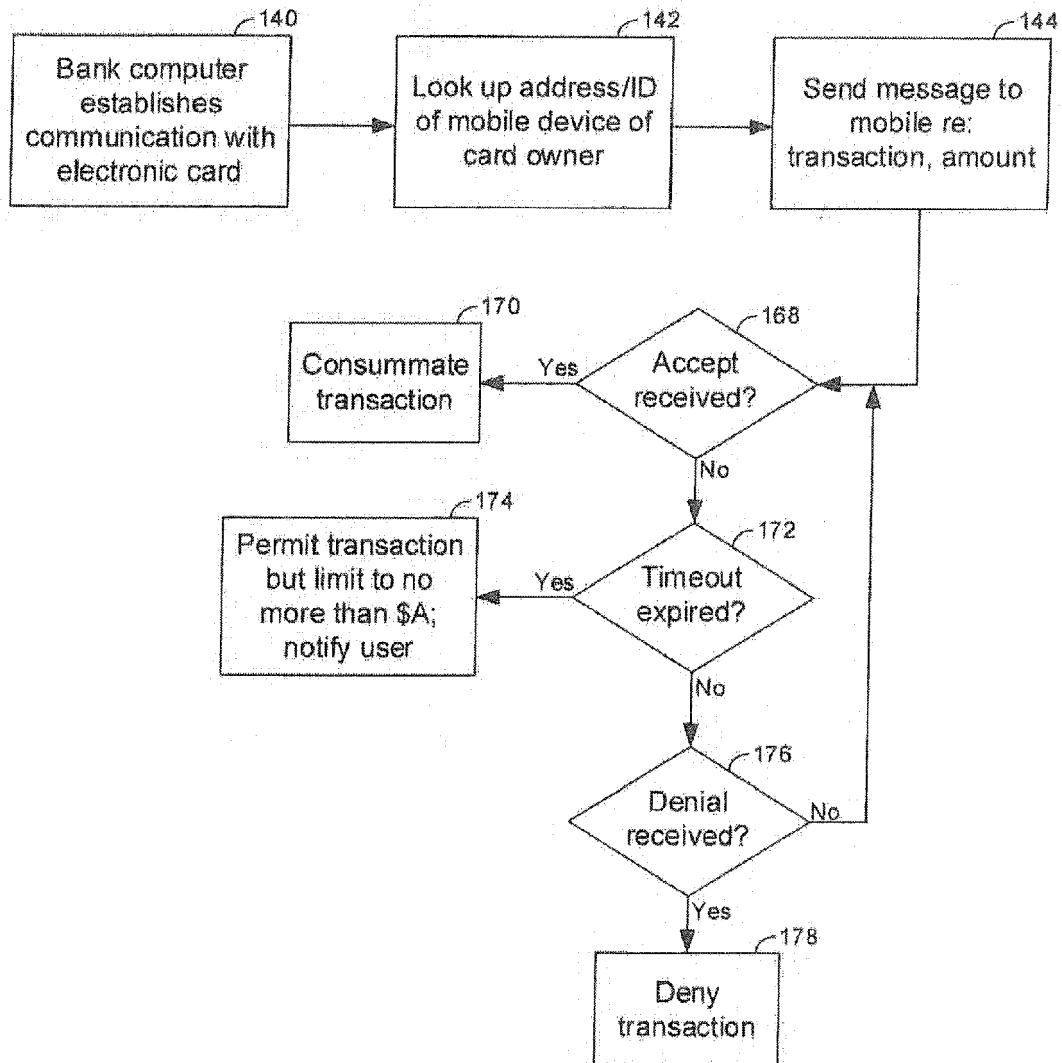 140
Bank computer
establishes
communication with
electronic card
142
Look up address/ID
of mobile device of
card owner
144
Send message to
mobile re:
transaction, amount
170
Consummate
transaction
Yes
168
Accept
received?
No
174
Permit transaction
but limit to no
more than $A;
notify user
Yes
172
Timeout
expired?
No
176
Denial
received?
No
Yes
178
Deny
transaction